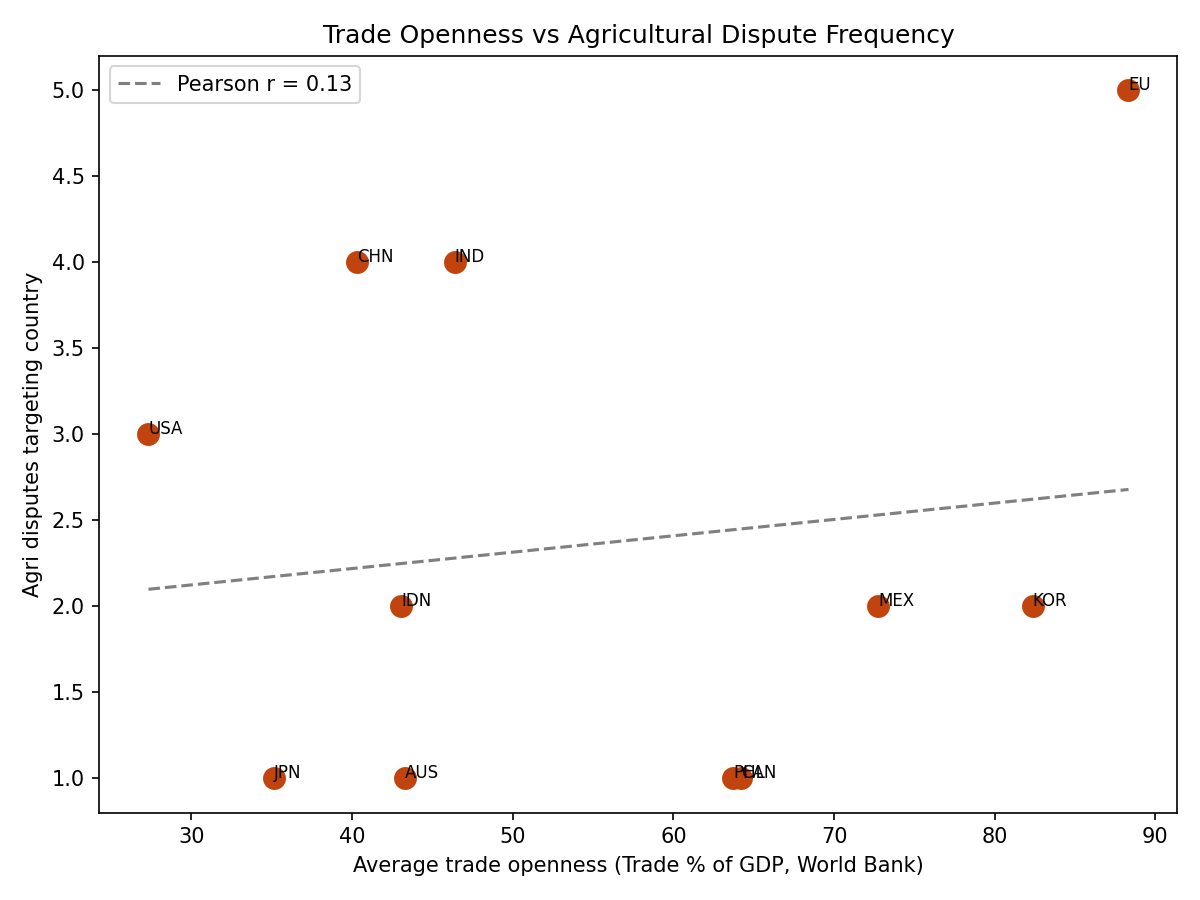 Trade Openness vs Agricultural Dispute Frequency
Pearson r = 0.13
Agri disputes targeting country
5.0
4.5
4.0
3.5
3.0
2.5
2.0
1.5
1.0
EU
CHN
IND
USA
IDN
MEX
KOR
JPN
AUS
30
40
50
60
70
80
90
Average trade openness (Trade % of GDP, World Bank)